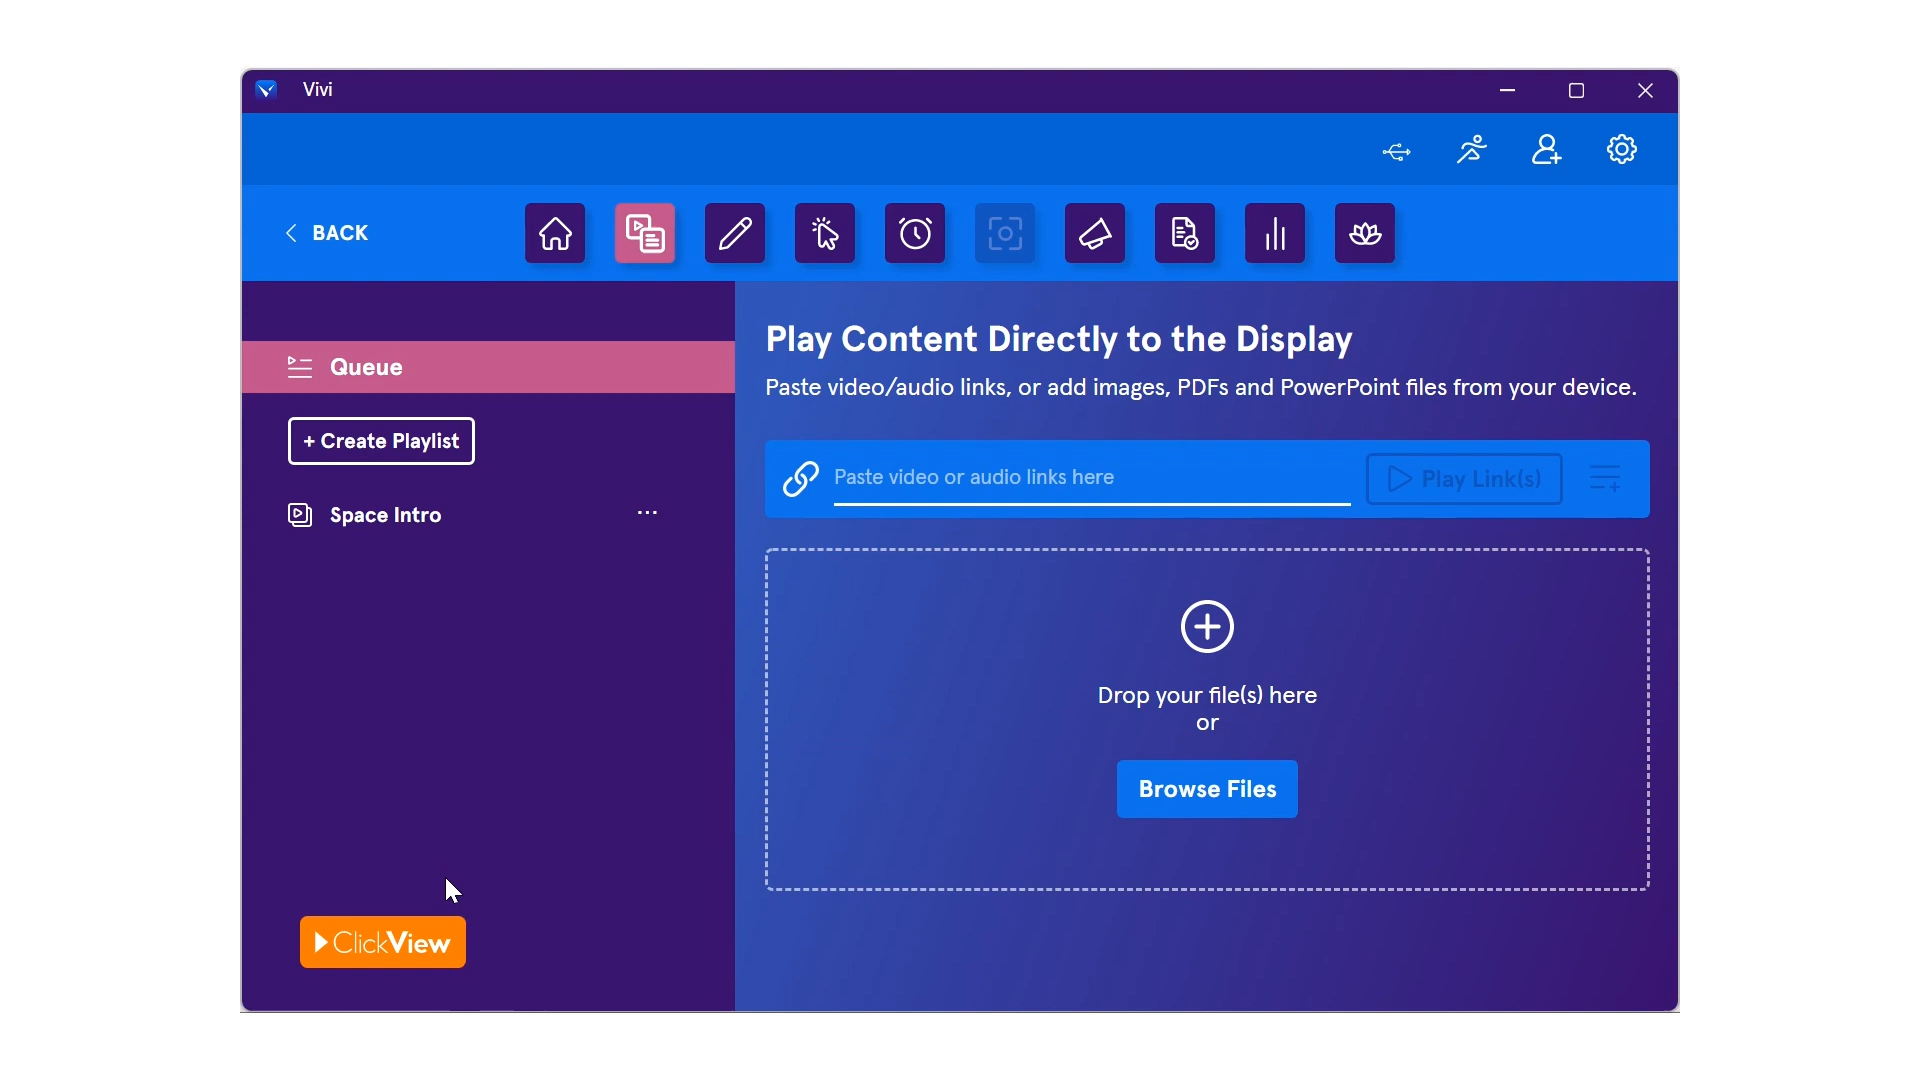 Vivi
BACK
Queue
+ Create Playlist
Space Intro
ClickView
Play Content Directly to the Display
Paste video/audio links, or add images, PDFs and PowerPoint files from your device.
Paste video or audio links here
Play Link(s)
Drop your file(s) here
or
Browse Files